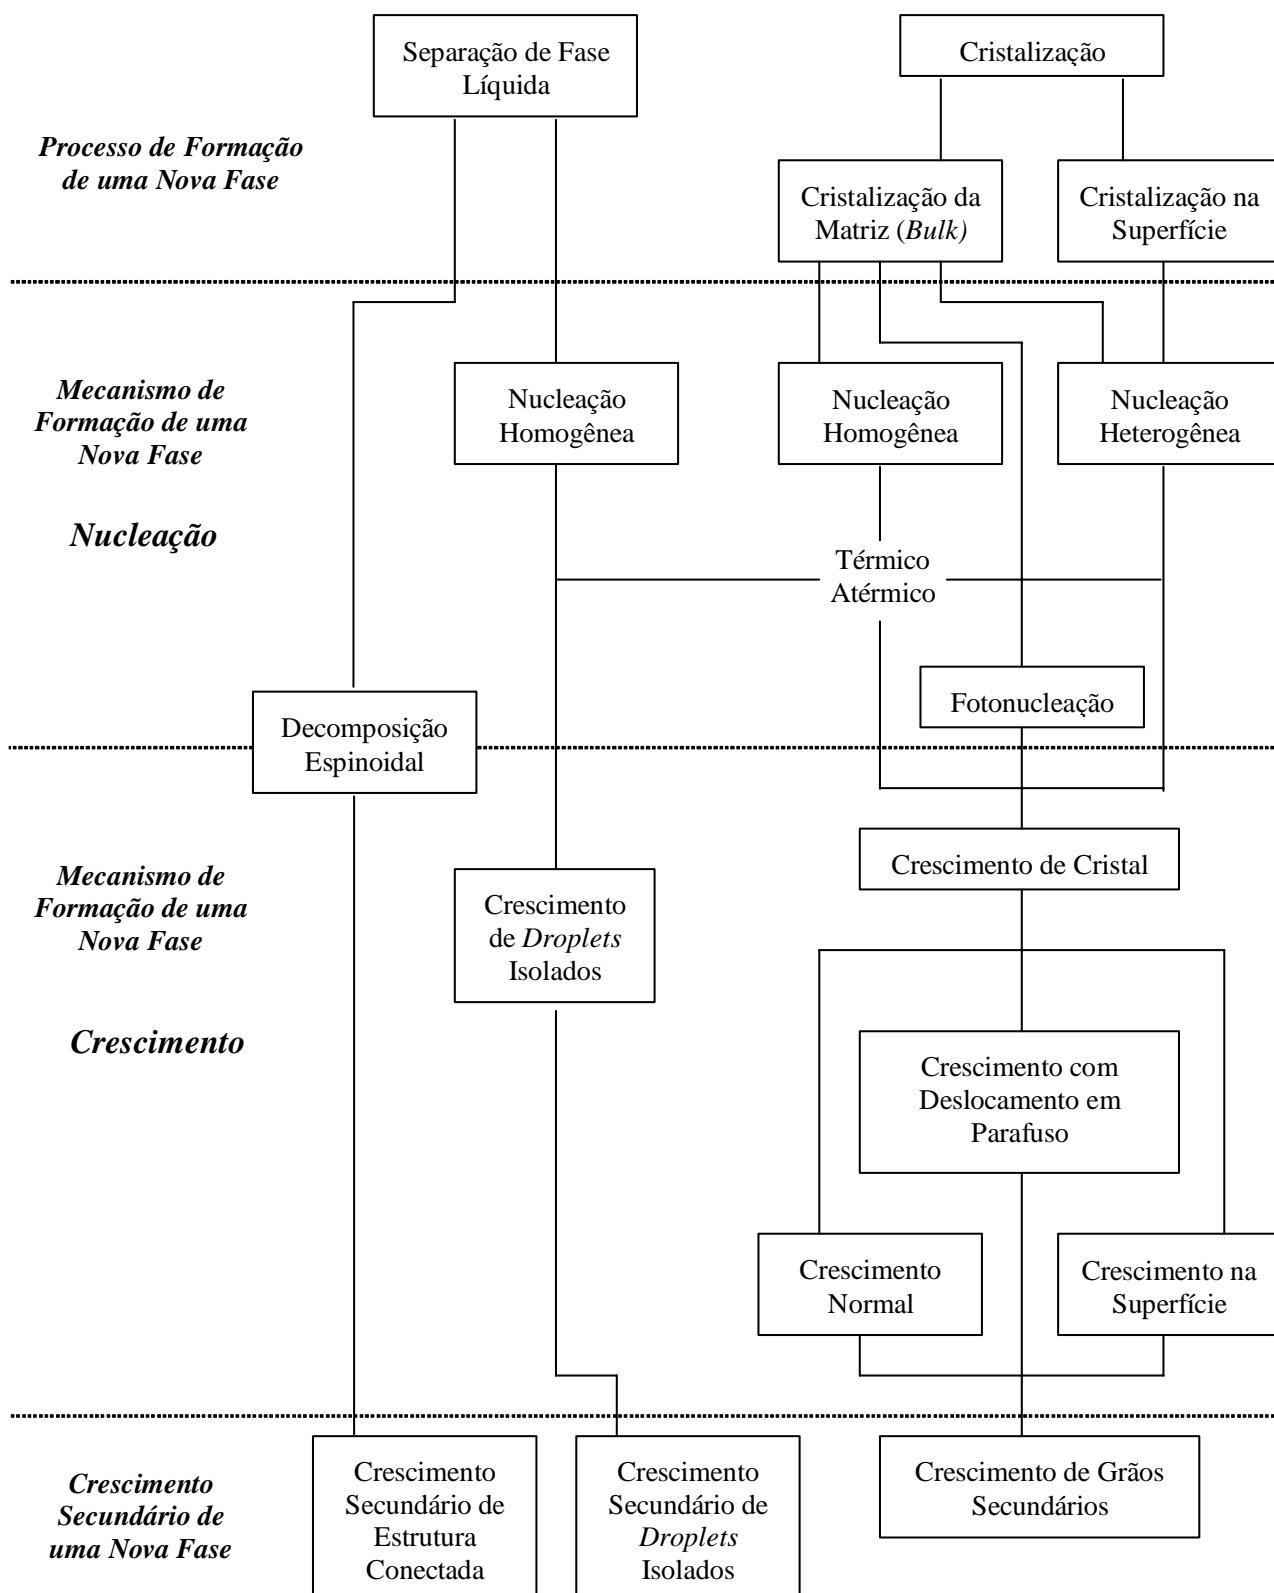 Separação de Fase
Líquida
Cristalização
Processo de Formação
de uma Nova Fase
Cristalização da
Matriz (Bulk)
Cristalização na
Superfície
Mecanismo de
Formação de uma
Nova Fase
Nucleação
Homogênea
Nucleação
Homogênea
Nucleação
Heterogênea
Nucleação
Térmico
Atérmico
Fotonucleação
Decomposição
Espinoidal
Mecanismo de
Formação de uma
Nova Fase
Crescimento de Cristal
Crescimento
de Droplets
Isolados
Crescimento
Crescimento com
Deslocamento em
Parafuso
Crescimento
Normal
Crescimento na
Superfície
Crescimento
Secundário de
uma Nova Fase
Crescimento
Secundário de
Estrutura
Conectada
Crescimento
Secundário de
Droplets
Isolados
Crescimento de Grãos
Secundários